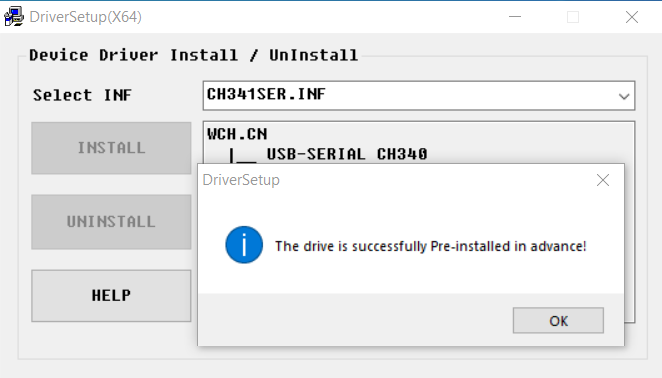 DriverSetup(X64)
Device Driver Install / UnInstall
Select INF
CH341SER.INF
INSTALL
WCH.CN
|__ USB-SERIAL CH340
UNINSTALL
HELP
DriverSetup
The drive is successfully Pre-installed in advance!
OK